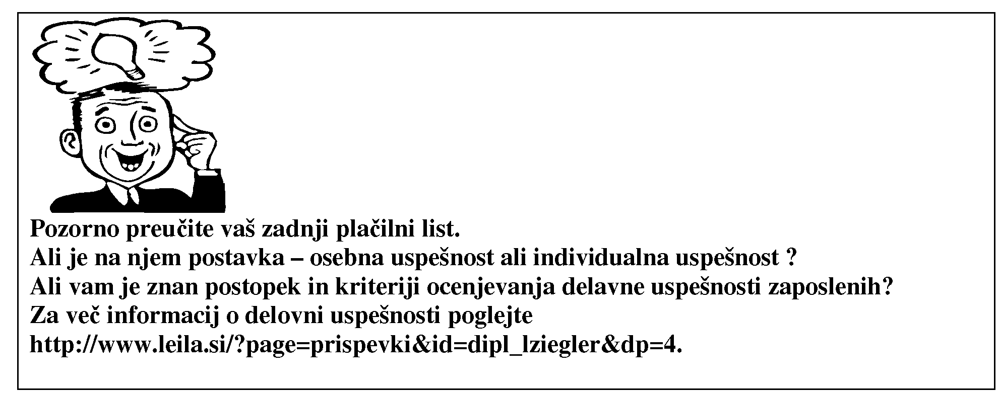 Pozorno preučite vaš zadnji plačilni list.
Ali je na njem postavka – osebna uspešnost ali individualna uspešnost ?
Ali vam je znan postopek in kriteriji ocenjevanja delavne uspešnosti zaposlenih?
Za več informacij o delovni uspešnosti poglejte
http://www.leila.si/?page=prispevki&id=dipl_lziegler&dp=4.